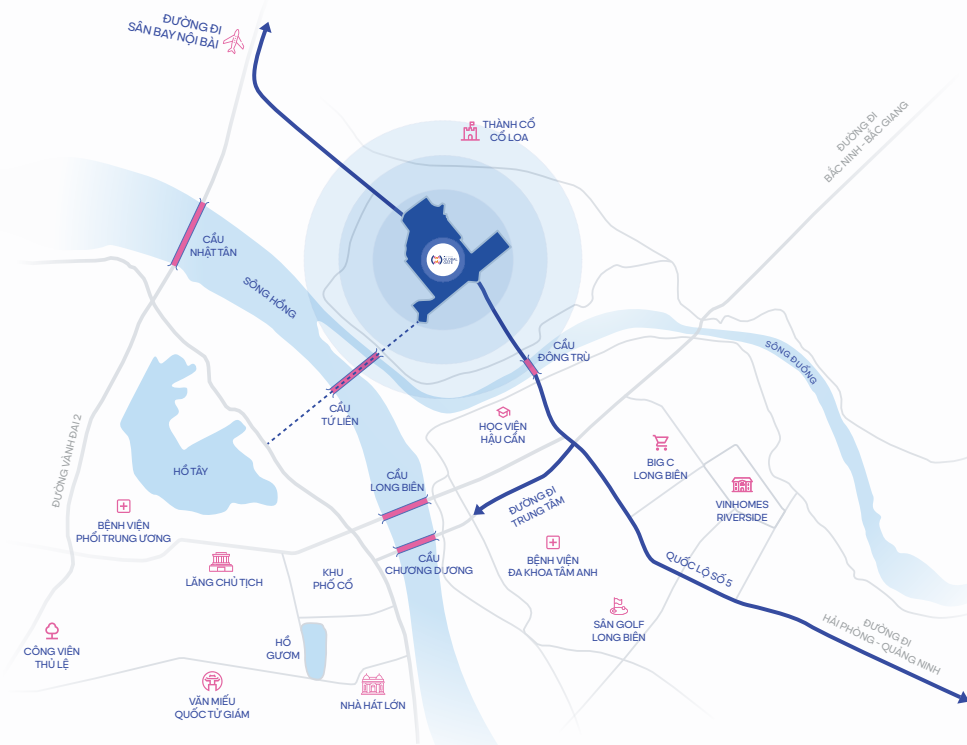 ĐƯỜNG ĐI
SÂN BAY NỘI BÀI
THÀNH CỔ
CỔ LOA
ĐƯỜNG ĐI
BẮC NINH - BẮC GIANG
CẦU
NHẬT TÂN
SÔNG HỒNG
CẦU
ĐÔNG TRÙ
SÔNG ĐUỐNG
CẦU
TỨ LIÊN
HỌC VIỆN
HẬU CẦN
ĐƯỜNG VÀNH ĐAI 2
HỒ TÂY
CẦU
LONG BIÊN
BIG C
LONG BIÊN
VINHOMES
RIVERSIDE
ĐƯỜNG ĐI
TRUNG TÂM
BỆNH VIỆN
PHỔI TRUNG ƯƠNG
LĂNG CHỦ TỊCH
KHU
PHỐ CỔ
CẦU
CHƯƠNG DƯƠNG
BỆNH VIỆN
ĐA KHOA TÂM ANH
QUỐC LỘ SỐ 5
SÂN GOLF
LONG BIÊN
ĐƯỜNG ĐI
HẢI PHÒNG - QUẢNG NINH
CÔNG VIÊN
THỦ LỆ
HỒ
GƯƠM
VĂN MIẾU
QUỐC TỬ GIÁM
NHÀ HÁT LỚN